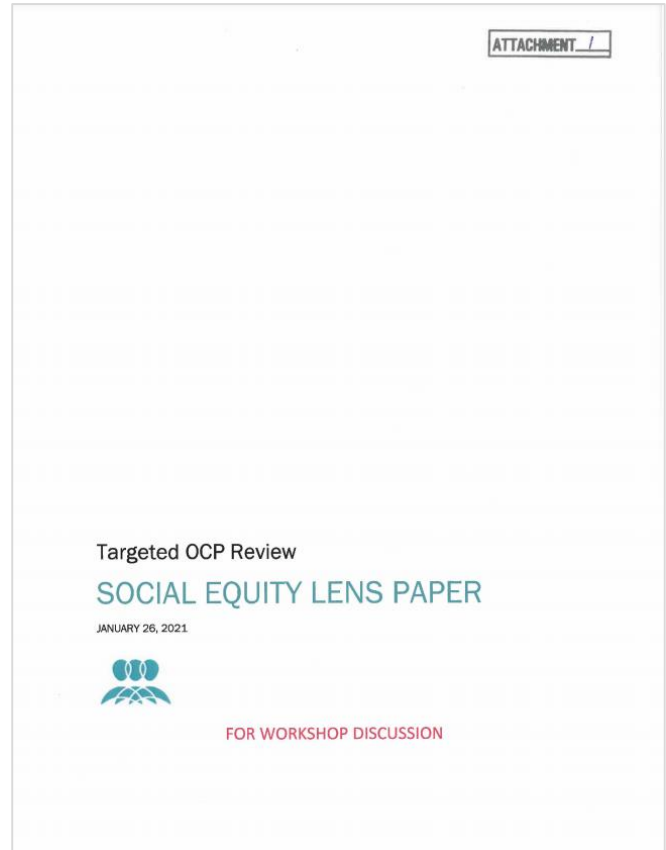 ATTACHMENT 1
Targeted OCP Review
SOCIAL EQUITY LENS PAPER
JANUARY 26, 2021
FOR WORKSHOP DISCUSSION